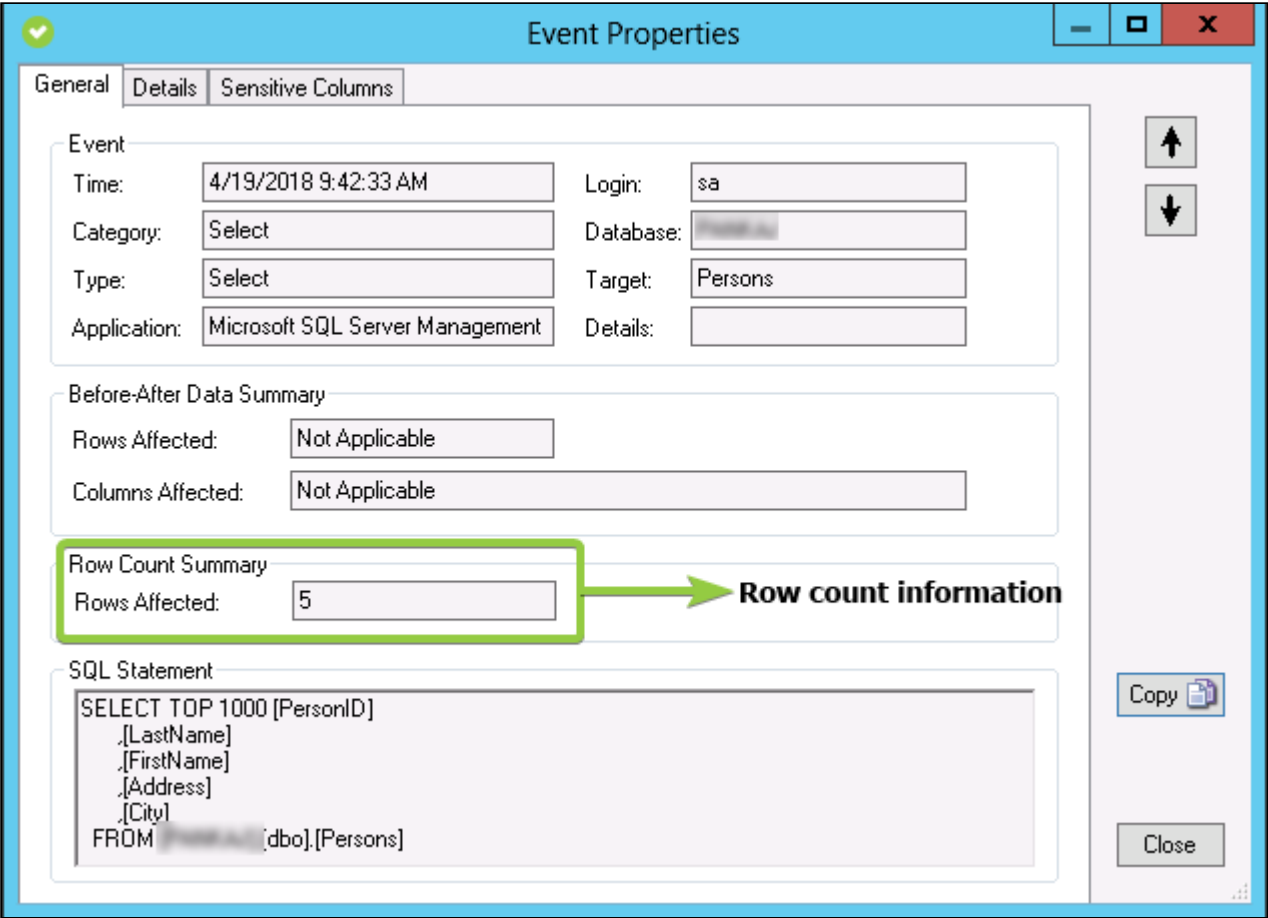 Event Properties
General Details Sensitive Columns
Event
Time: 4/19/2018 9:42:33 AM Login: sa
Category: Select Database:
Type: Select Target: Persons
Application: Microsoft SQL Server Management Details:
Before-After Data Summary
Rows Affected: Not Applicable
Columns Affected: Not Applicable
Row Count Summary
Rows Affected: 5
Row count information
SQL Statement
SELECT TOP 1000 [PersonID]
,[LastName]
,[FirstName]
,[Address]
,[City]
FROM [dbo].[Persons]
Copy
Close